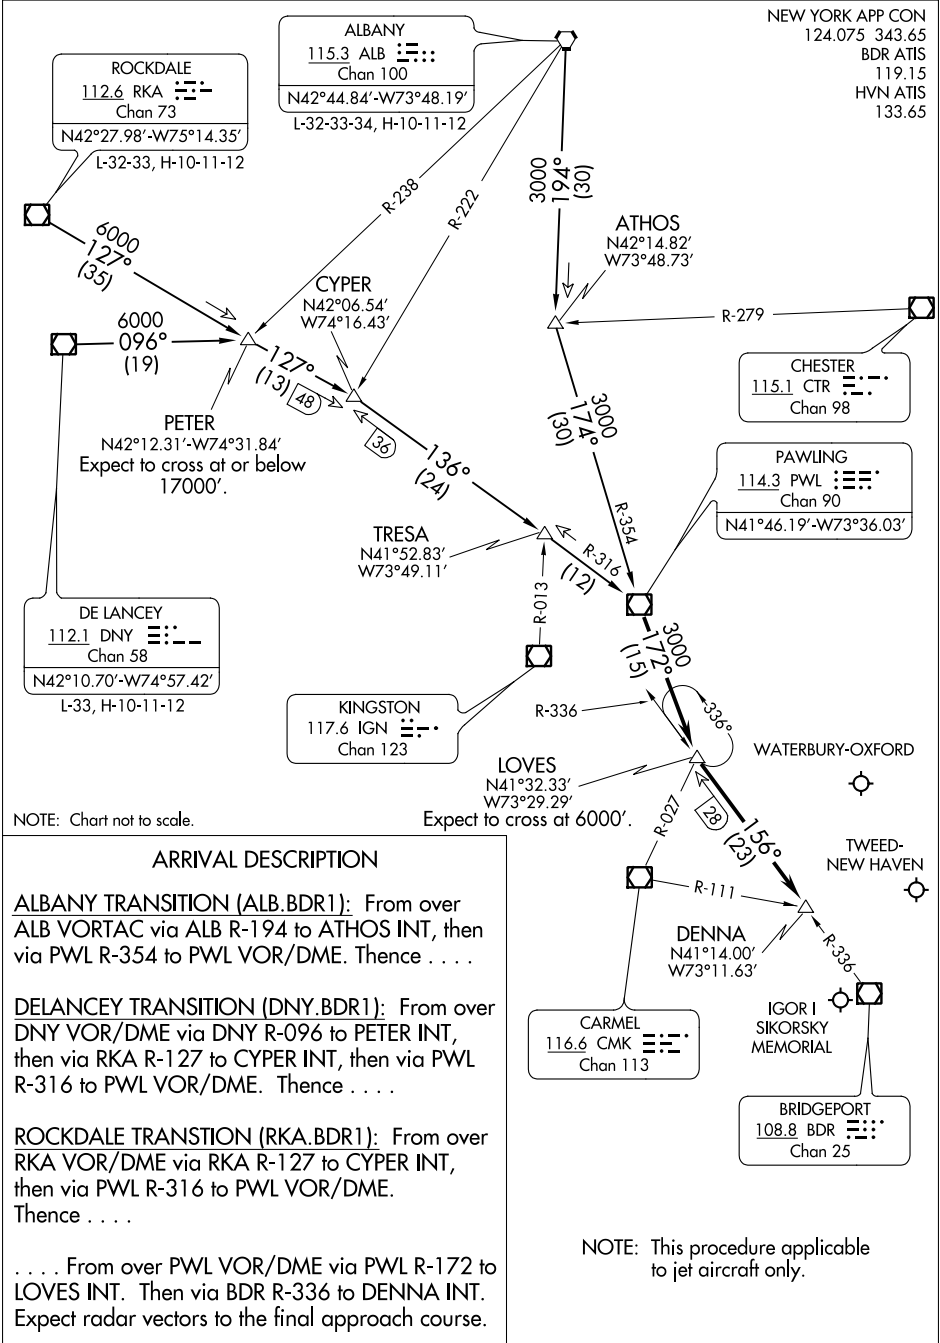 NEW YORK APP CON
124.075 343.65
BDR ATIS
119.15
HVN ATIS
133.65
ALBANY
115.3 ALB
Chan 100
N42°44.84'-W73°48.19'
L-32-33-34, H-10-11-12
ROCKDALE
112.6 RKA
Chan 73
N42°27.98'-W75°14.35'
L-32-33, H-10-11-12
R-238
R-222
3000
194°
(30)
ATHOS
N42°14.82'
W73°48.73'
6000
127°
(35)
CYPER
N42°06.54'
W74°16.43'
R-279
6000
096°
(19)
127°
(13)
48
36
CHESTER
115.1 CTR
Chan 98
PETER
N42°12.31'-W74°31.84'
Expect to cross at or below
17000'.
3000
174°
(30)
136°
(24)
PAWLING
114.3 PWL
Chan 90
N41°46.19'-W73°36.03'
R-354
TRESA
N41°52.83'
W73°49.11'
R-316
(12)
R-013
DE LANCEY
112.1 DNY
Chan 58
N42°10.70'-W74°57.42'
L-33, H-10-11-12
3000
172°
(15)
KINGSTON
117.6 IGN
Chan 123
R-336
336°
LOVES
N41°32.33'
W73°29.29'
Expect to cross at 6000'.
WATERBURY-OXFORD
R-027
28
156°
(23)
TWEED-
NEW HAVEN
R-111
DENNA
N41°14.00'
W73°11.63'
R-336
IGOR I
SIKORSKY
MEMORIAL
CARMEL
116.6 CMK
Chan 113
BRIDGEPORT
108.8 BDR
Chan 25
NOTE: Chart not to scale.
ARRIVAL DESCRIPTION
ALBANY TRANSITION (ALB.BDR1): From over
ALB VORTAC via ALB R-194 to ATHOS INT, then
via PWL R-354 to PWL VOR/DME. Thence . . . .
DELANCEY TRANSITION (DNY.BDR1): From over
DNY VOR/DME via DNY R-096 to PETER INT,
then via RKA R-127 to CYPER INT, then via PWL
R-316 to PWL VOR/DME. Thence . . . .
ROCKDALE TRANSTION (RKA.BDR1): From over
RKA VOR/DME via RKA R-127 to CYPER INT,
then via PWL R-316 to PWL VOR/DME.
Thence . . . .
. . . . From over PWL VOR/DME via PWL R-172 to
LOVES INT. Then via BDR R-336 to DENNA INT.
Expect radar vectors to the final approach course.
NOTE: This procedure applicable
to jet aircraft only.